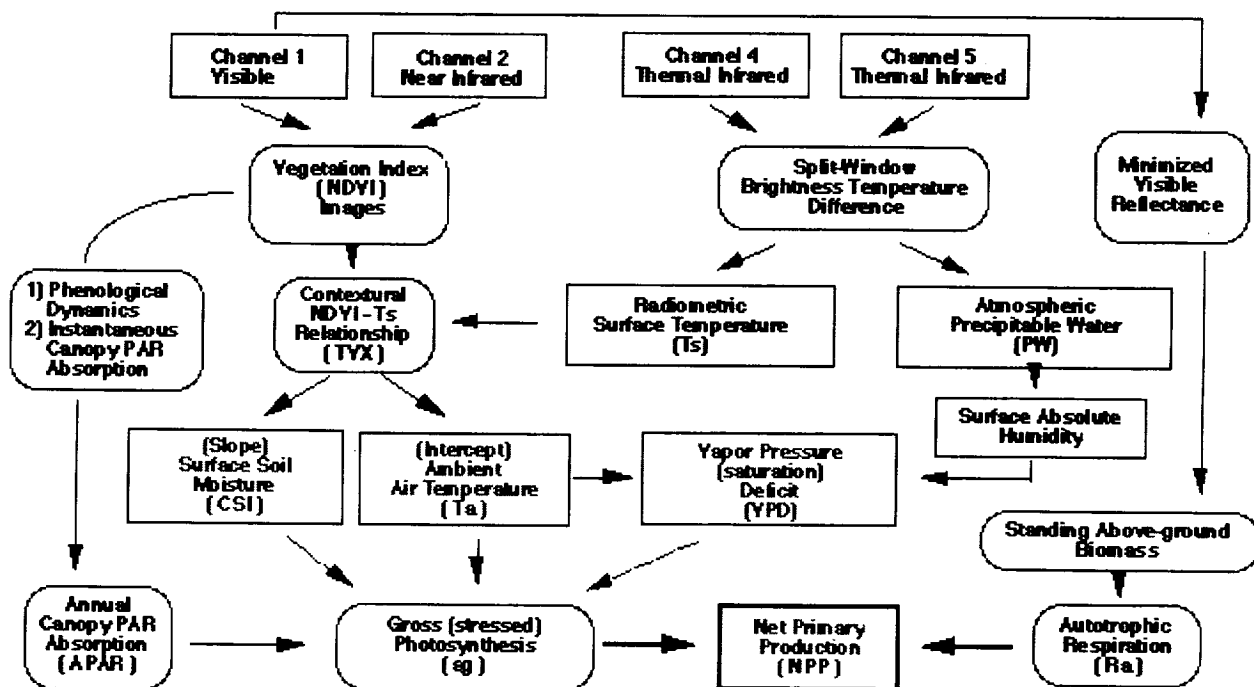 Channel 1
Visible
Channel 2
Near Infrared
Channel 4
Thermal Infrared
Channel 5
Thermal Infrared
Vegetation Index
(NDVI)
Images
Split-Window
Brightness Temperature
Difference
Minimized
Visible
Reflectance
1) Phenological
Dynamics
2) Instantaneous
Canopy PAR
Absorption
Contextural
NDVI-Ts
Relationship
(TVX)
Radiometric
Surface Temperature
(Ts)
Atmospheric
Precipitable Water
(PW)
Surface Absolute
Humidity
(Slope)
Surface Soil
Moisture
(CSI)
(Intercept)
Ambient
Air Temperature
(Ta)
Vapor Pressure
(saturation)
Deficit
(VPD)
Standing Above-ground
Biomass
Annual
Canopy PAR
Absorption
(APAR)
Gross (stressed)
Photosynthesis
(ag)
Net Primary
Production
(NPP)
Autotrophic
Respiration
(Ra)